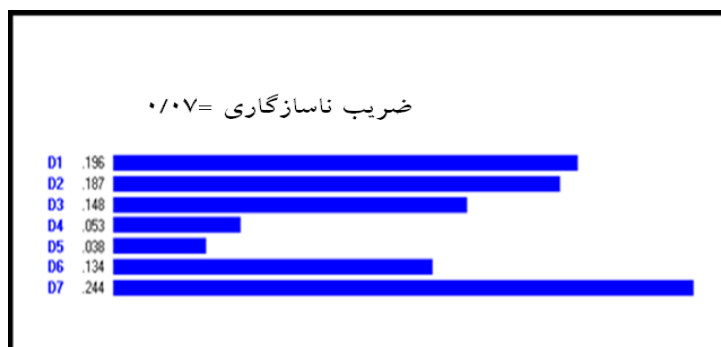 ضریب ناسازگاری =۰/۰۷
D1 .196
D2 .187
D3 .148
D4 .053
D5 .038
D6 .134
D7 .244